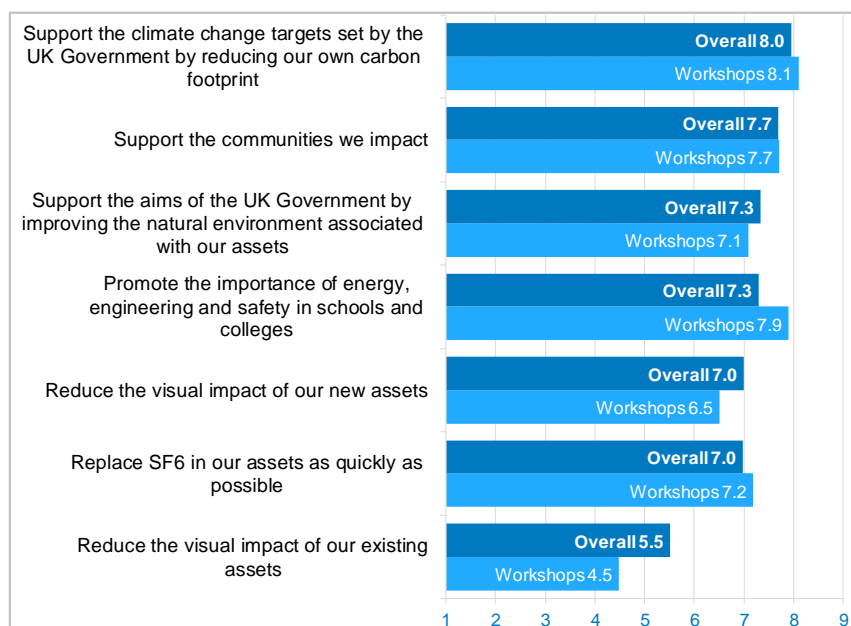 Support the climate change targets set by the
UK Government by reducing our own carbon
footprint
Overall 8.0
Workshops 8.1
Support the communities we impact
Overall 7.7
Workshops 7.7
Support the aims of the UK Government by
improving the natural environment associated
with our assets
Overall 7.3
Workshops 7.1
Promote the importance of energy,
engineering and safety in schools and
colleges
Overall 7.3
Workshops 7.9
Reduce the visual impact of our new assets
Overall 7.0
Workshops 6.5
Replace SF6 in our assets as quickly as
possible
Overall 7.0
Workshops 7.2
Reduce the visual impact of our existing
assets
Overall 5.5
Workshops 4.5
1 2 3 4 5 6 7 8 9